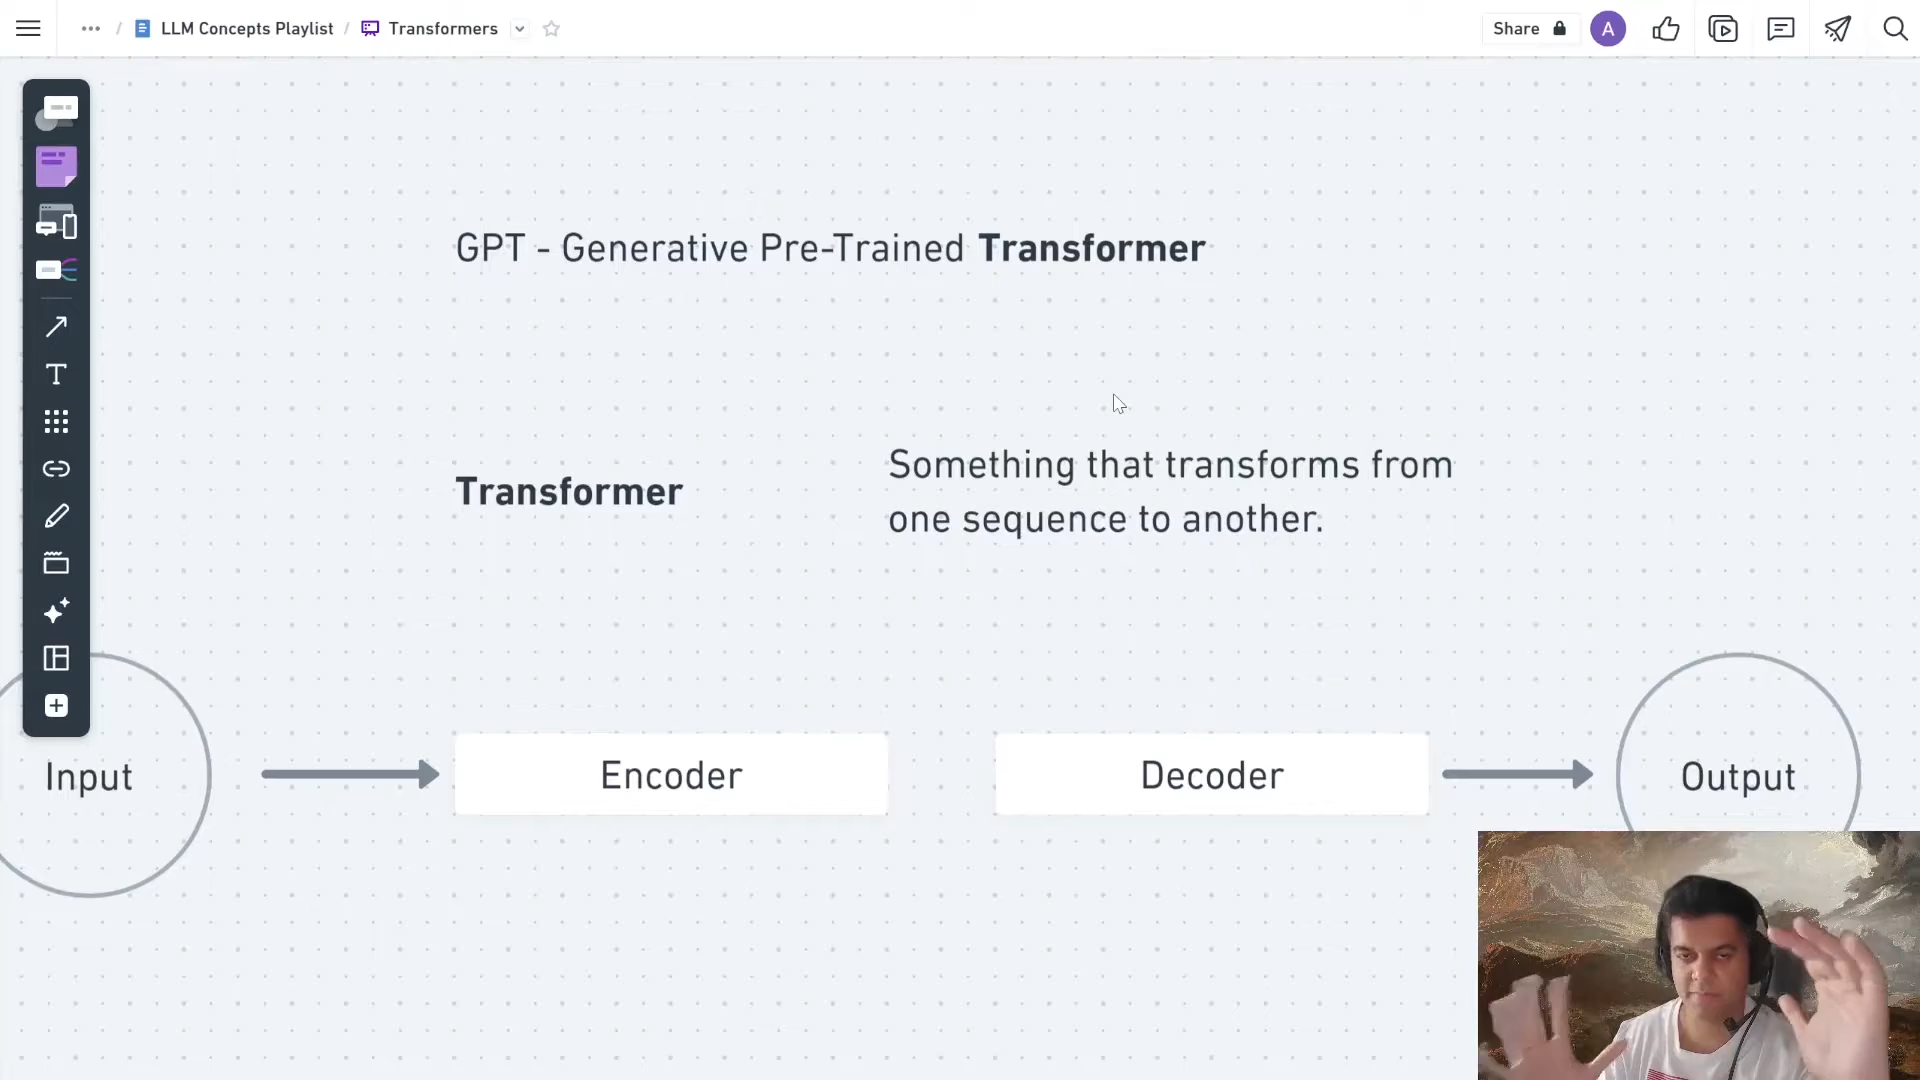 ... / LLM Concepts Playlist / Transformers
Share
A
GPT - Generative Pre-Trained Transformer
Transformer
Something that transforms from
one sequence to another.
Input
Encoder
Decoder
Output